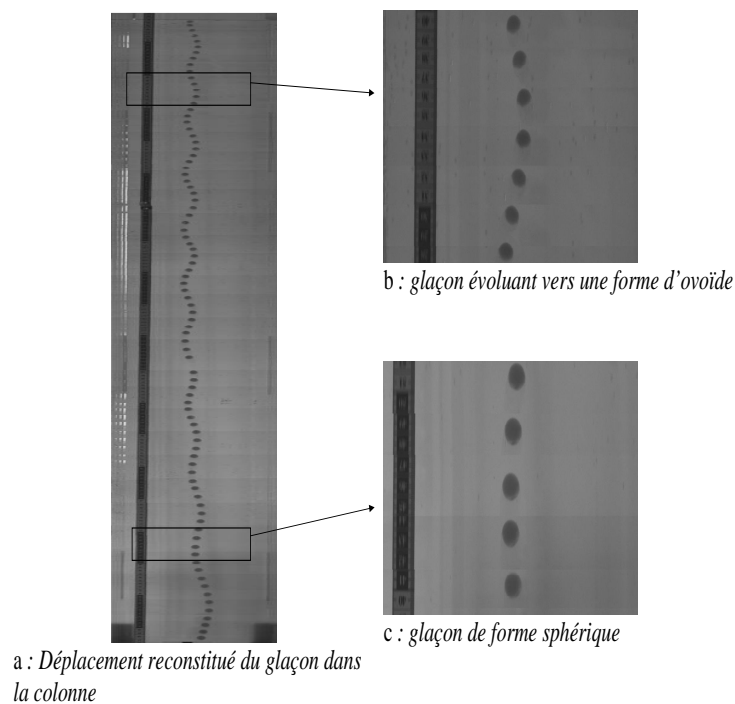 b : glaçon évoluant vers une forme d'ovoïde
c : glaçon de forme sphérique
a : Déplacement reconstitué du glaçon dans
la colonne